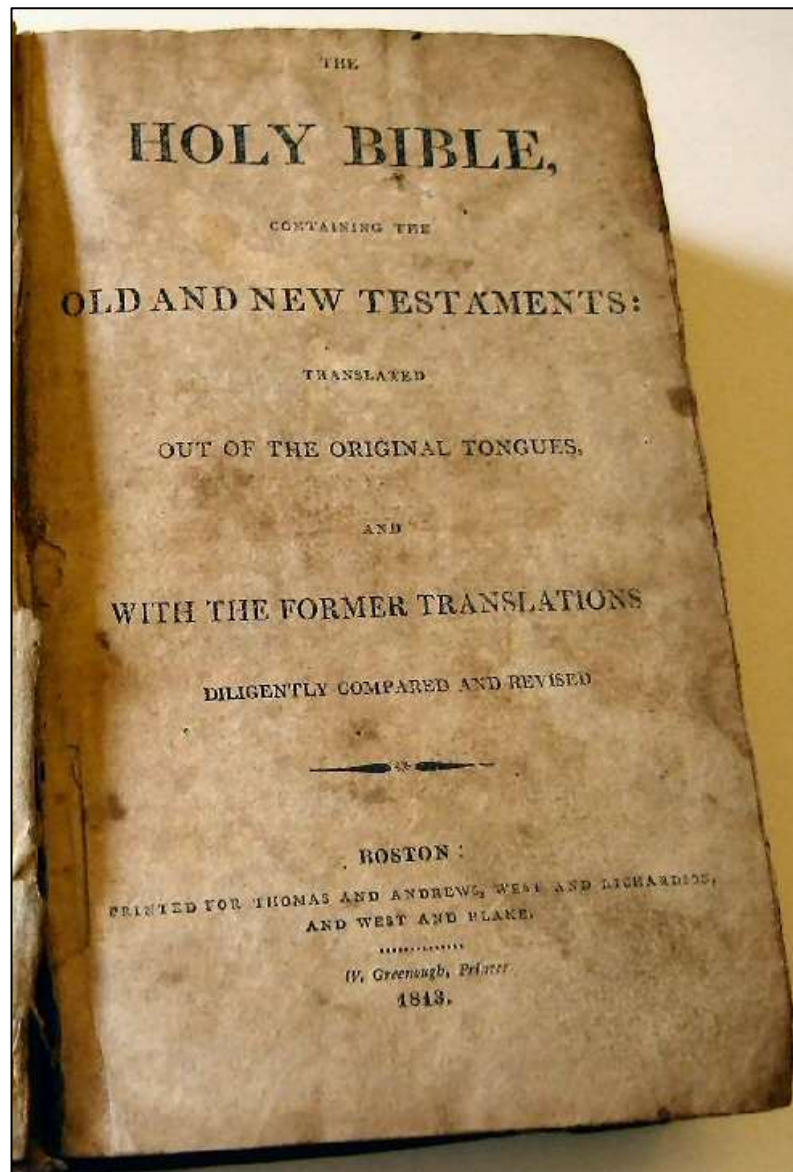 THE
HOLY BIBLE,
CONTAINING THE
OLD AND NEW TESTAMENTS:
TRANSLATED
OUT OF THE ORIGINAL TONGUES,
AND
WITH THE FORMER TRANSLATIONS
DILIGENTLY COMPARED AND REVISED
BOSTON:
PRINTED FOR THOMAS AND ANDREWS, WEST AND RICHARDSON,
AND WEST AND BLAKE.
W. Greenough, Printer
1813.